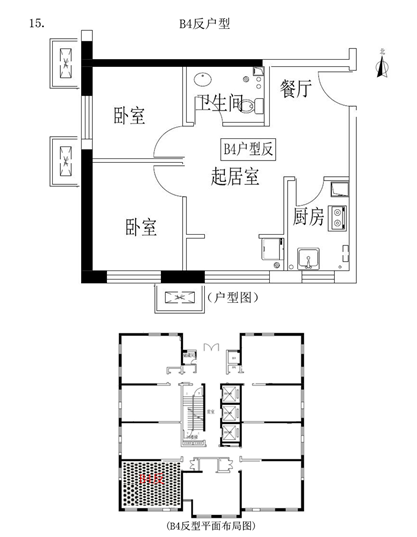 15.
B4反户型
北
餐厅
卫生间
卧室
B4户型反
起居室
厨房
卧室
(户型图)
(B4反型平面布局图)